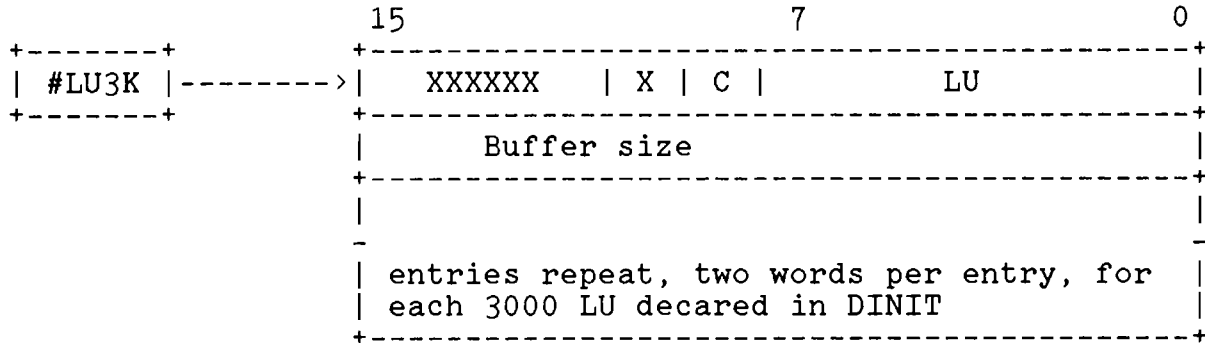 15 7 0
#LU3K XXXXXX X C LU
Buffer size
entries repeat, two words per entry, for
each 3000 LU decared in DINIT